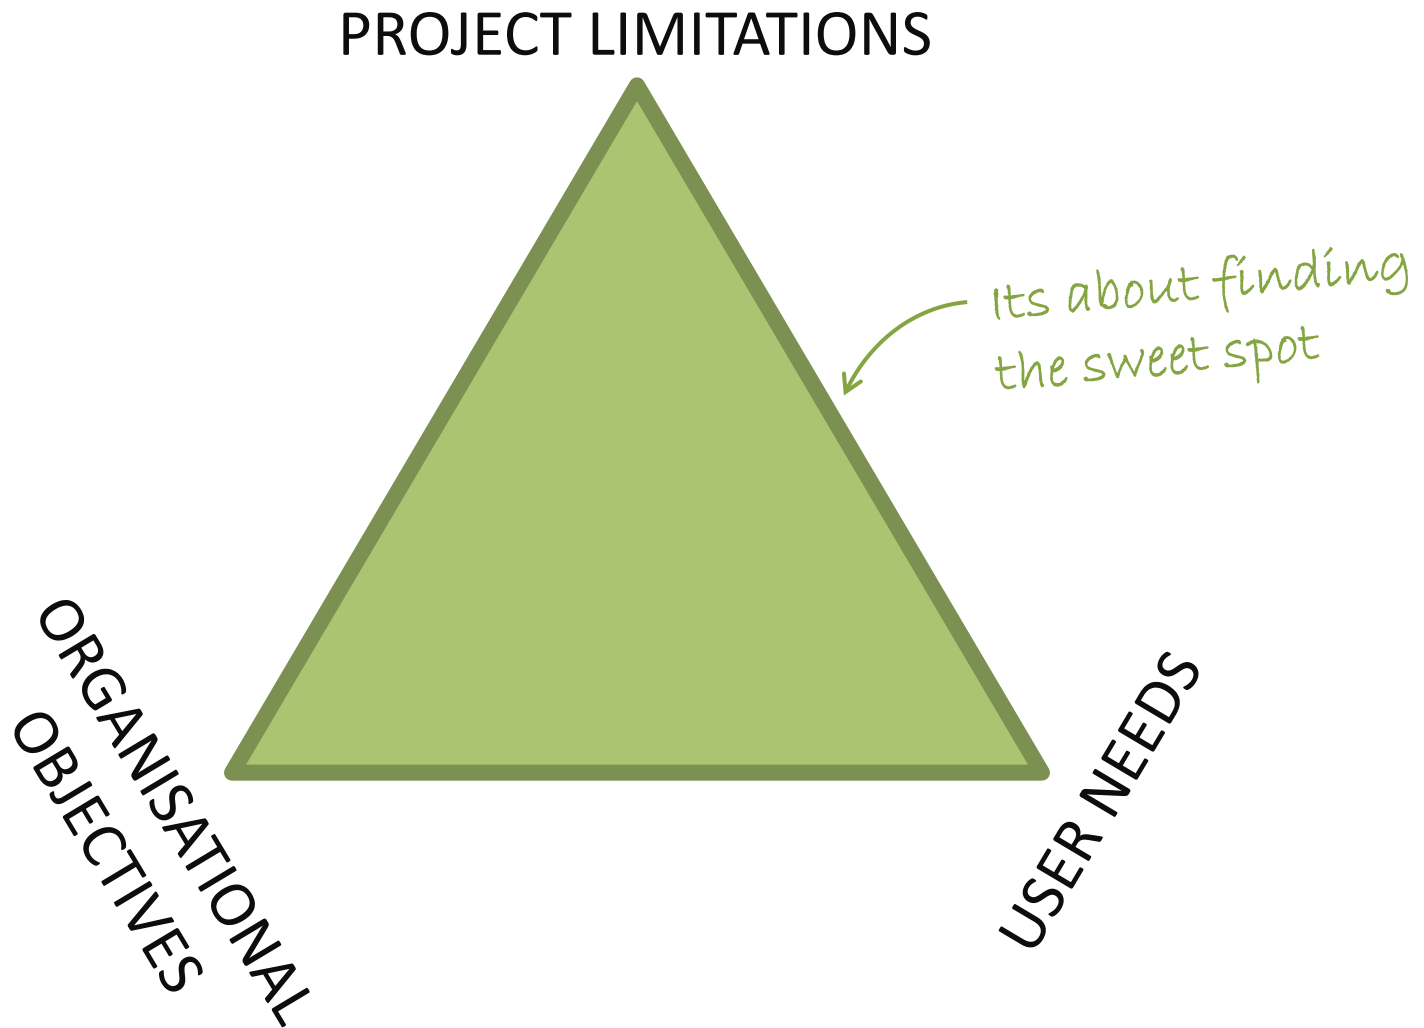 PROJECT LIMITATIONS
Its about finding
the sweet spot
ORGANISATIONAL
OBJECTIVES
USER NEEDS